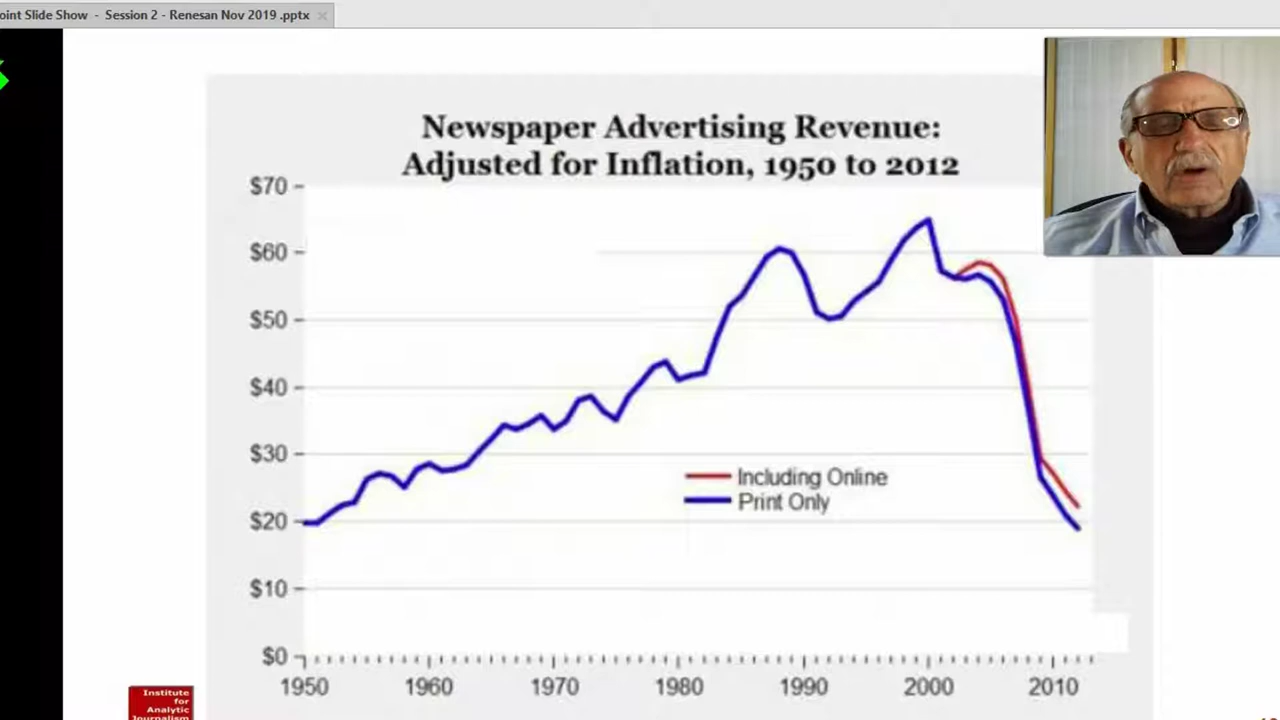 oint Slide Show - Session 2 - Renesan Nov 2019 .pptx
Newspaper Advertising Revenue:
Adjusted for Inflation, 1950 to 2012
$70
$60
$50
$40
$30
$20
$10
$0
Including Online
Print Only
1950 1960 1970 1980 1990 2000 2010
Institute
for
Analytic
Journalism